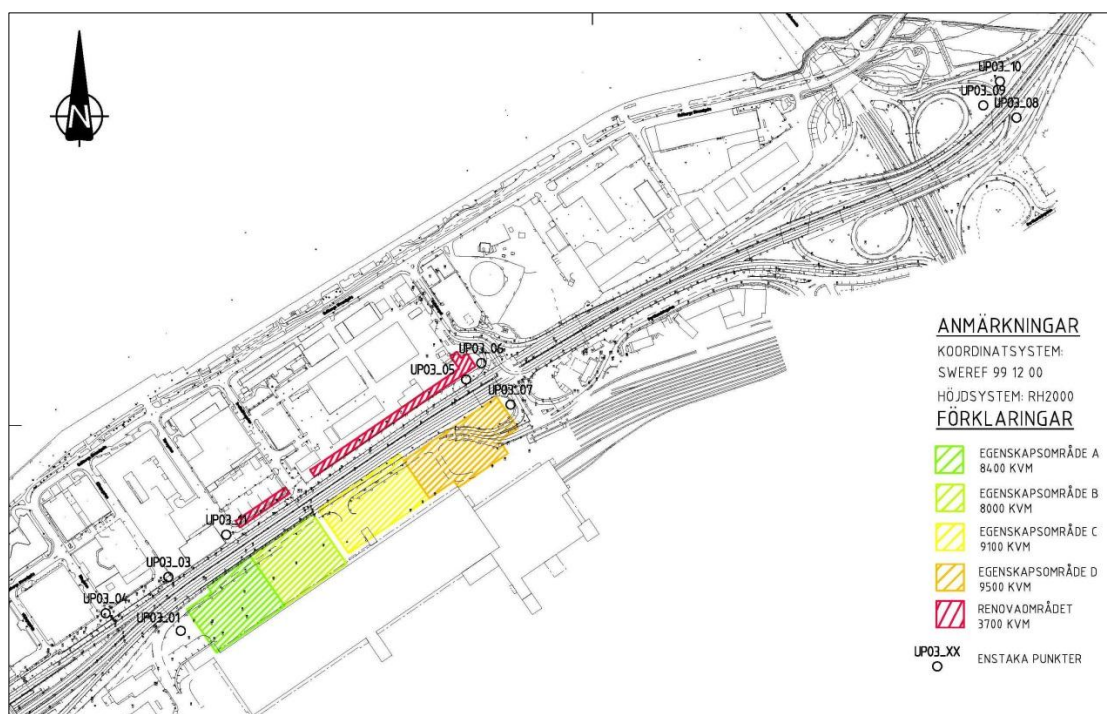 N
UP03_10
UP03_09
UP03_08
UP03_06
UP03_05
UP03_07
UP03_01
UP03_03
UP03_04
UP03_01
ANMÄRKNINGAR
KOORDINATSYSTEM:
SWEREF 99 12 00
HÖJDSYSTEM: RH2000
FÖRKLARINGAR
EGENSKAPSOMRÅDE A
8400 KVM
EGENSKAPSOMRÅDE B
8000 KVM
EGENSKAPSOMRÅDE C
9100 KVM
EGENSKAPSOMRÅDE D
9500 KVM
RENOVAOMRÅDET
3700 KVM
UP03_XX
ENSTAKA PUNKTER